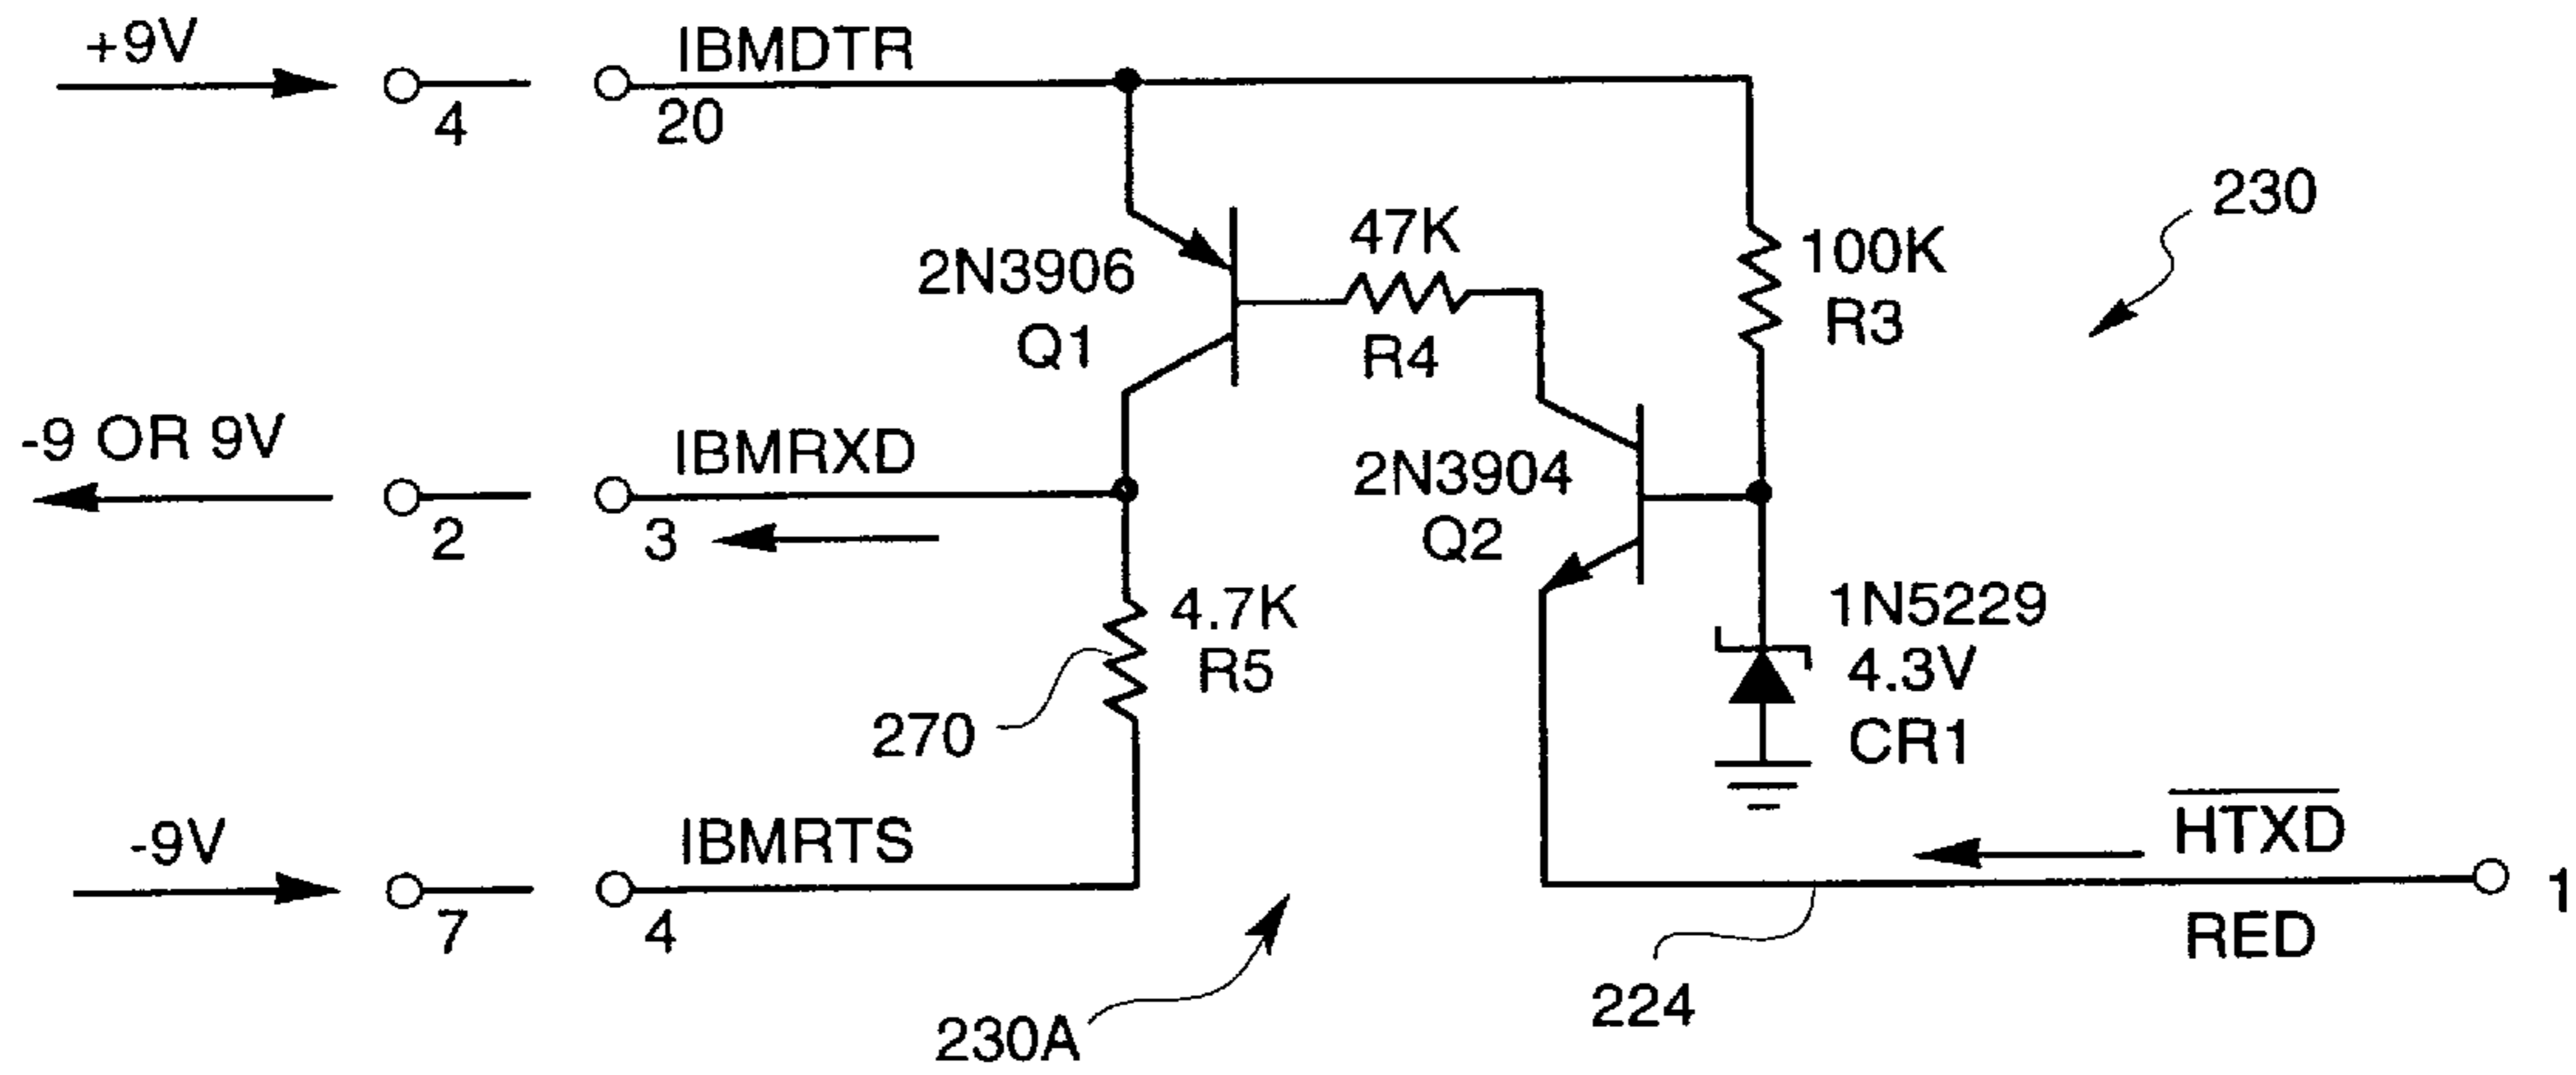 +9V
IBMDTR
4
20
230
2N3906
Q1
47K
R4
100K
R3
-9 OR 9V
IBMRXD
2
3
2N3904
Q2
4.7K
R5
270
1N5229
4.3V
CR1
-9V
IBMRTS
7
4
HTXD
RED
1
224
230A